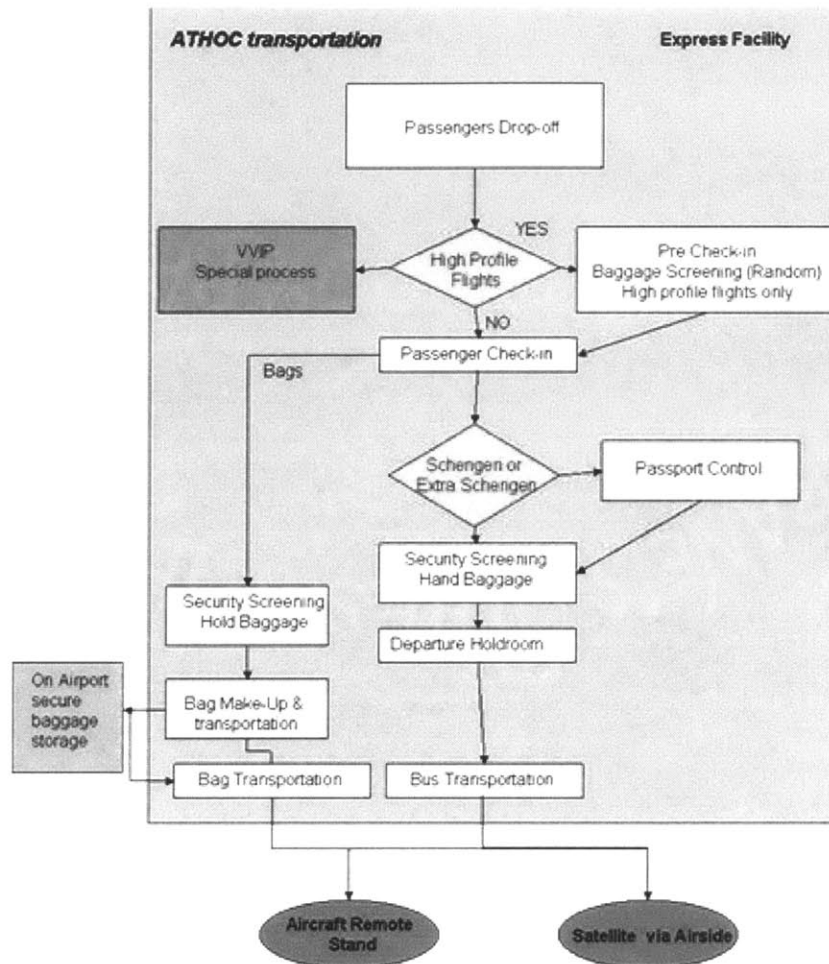 ATHOC transportation
Express Facility
Passengers Drop-off
YES
VVIP
Special process
High Profile
Flights
Pre Check-in
Baggage Screening (Random)
High profile flights only
NO
Passenger Check-in
Bags
Schengen or
Extra Schengen
Passport Control
Security Screening
Hand Baggage
Security Screening
Hold Baggage
Departure Holdroom
On Airport
secure
baggage
storage
Bag Make-Up &
transportation
Bag Transportation
Bus Transportation
Aircraft Remote
Stand
Satellite via Airside